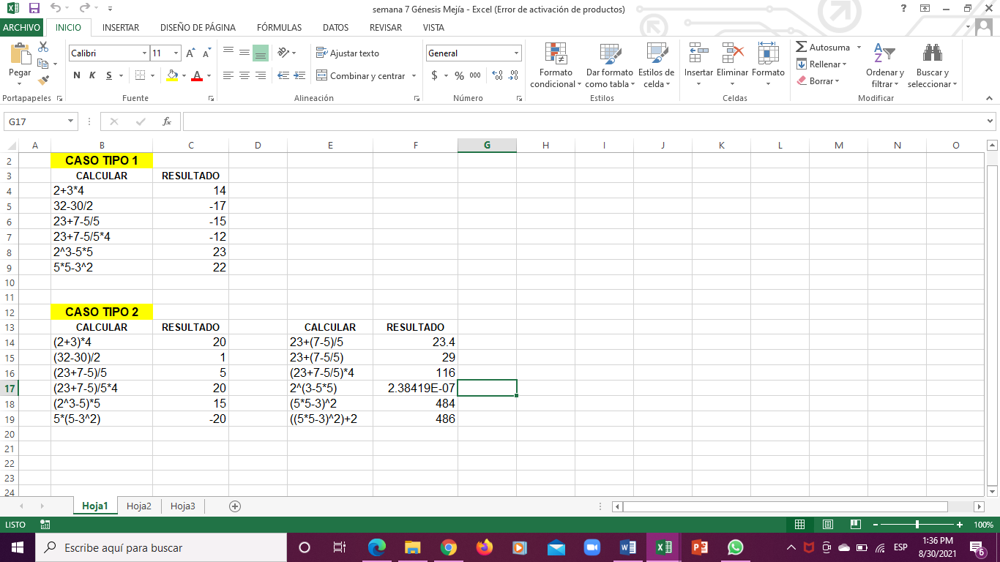 semana 7 Génesis Mejía - Excel (Error de activación de productos)
ARCHIVO INICIO INSERTAR DISEÑO DE PÁGINA FÓRMULAS DATOS REVISAR VISTA
Pegar
Portapapeles
Calibri 11
N K S
Fuente
Ajustar texto
Combinar y centrar
Alineación
General
$ % 000
Número
Formato condicional
Dar formato como tabla
Estilos de celda
Estilos
Insertar Eliminar Formato
Celdas
Autosuma
Rellenar
Borrar
Ordenar y filtrar
Buscar y seleccionar
Modificar
G17 fx
A B C D E F G H I J K L M N O
2 CASO TIPO 1
3 CALCULAR RESULTADO
4 2+3*4 14
5 32-30/2 -17
6 23+7-5/5 -15
7 23+7-5/5*4 -12
8 2^3-5*5 23
9 5*5-3^2 22
10
11
12 CASO TIPO 2
13 CALCULAR RESULTADO CALCULAR RESULTADO
14 (2+3)*4 20 23+(7-5)/5 23.4
15 (32-30)/2 1 23+(7-5/5) 29
16 (23+7-5)/5 5 (23+7-5/5)*4 116
17 (23+7-5)/5*4 20 2^(3-5*5) 2.38419E-07
18 (2^3-5)*5 15 (5*5-3)^2 484
19 5*(5-3^2) -20 ((5*5-3)^2)+2 486
20
21
22
23
24
Hoja1 Hoja2 Hoja3
LISTO 100%
Escribe aquí para buscar
ESP
1:36 PM
8/30/2021
6